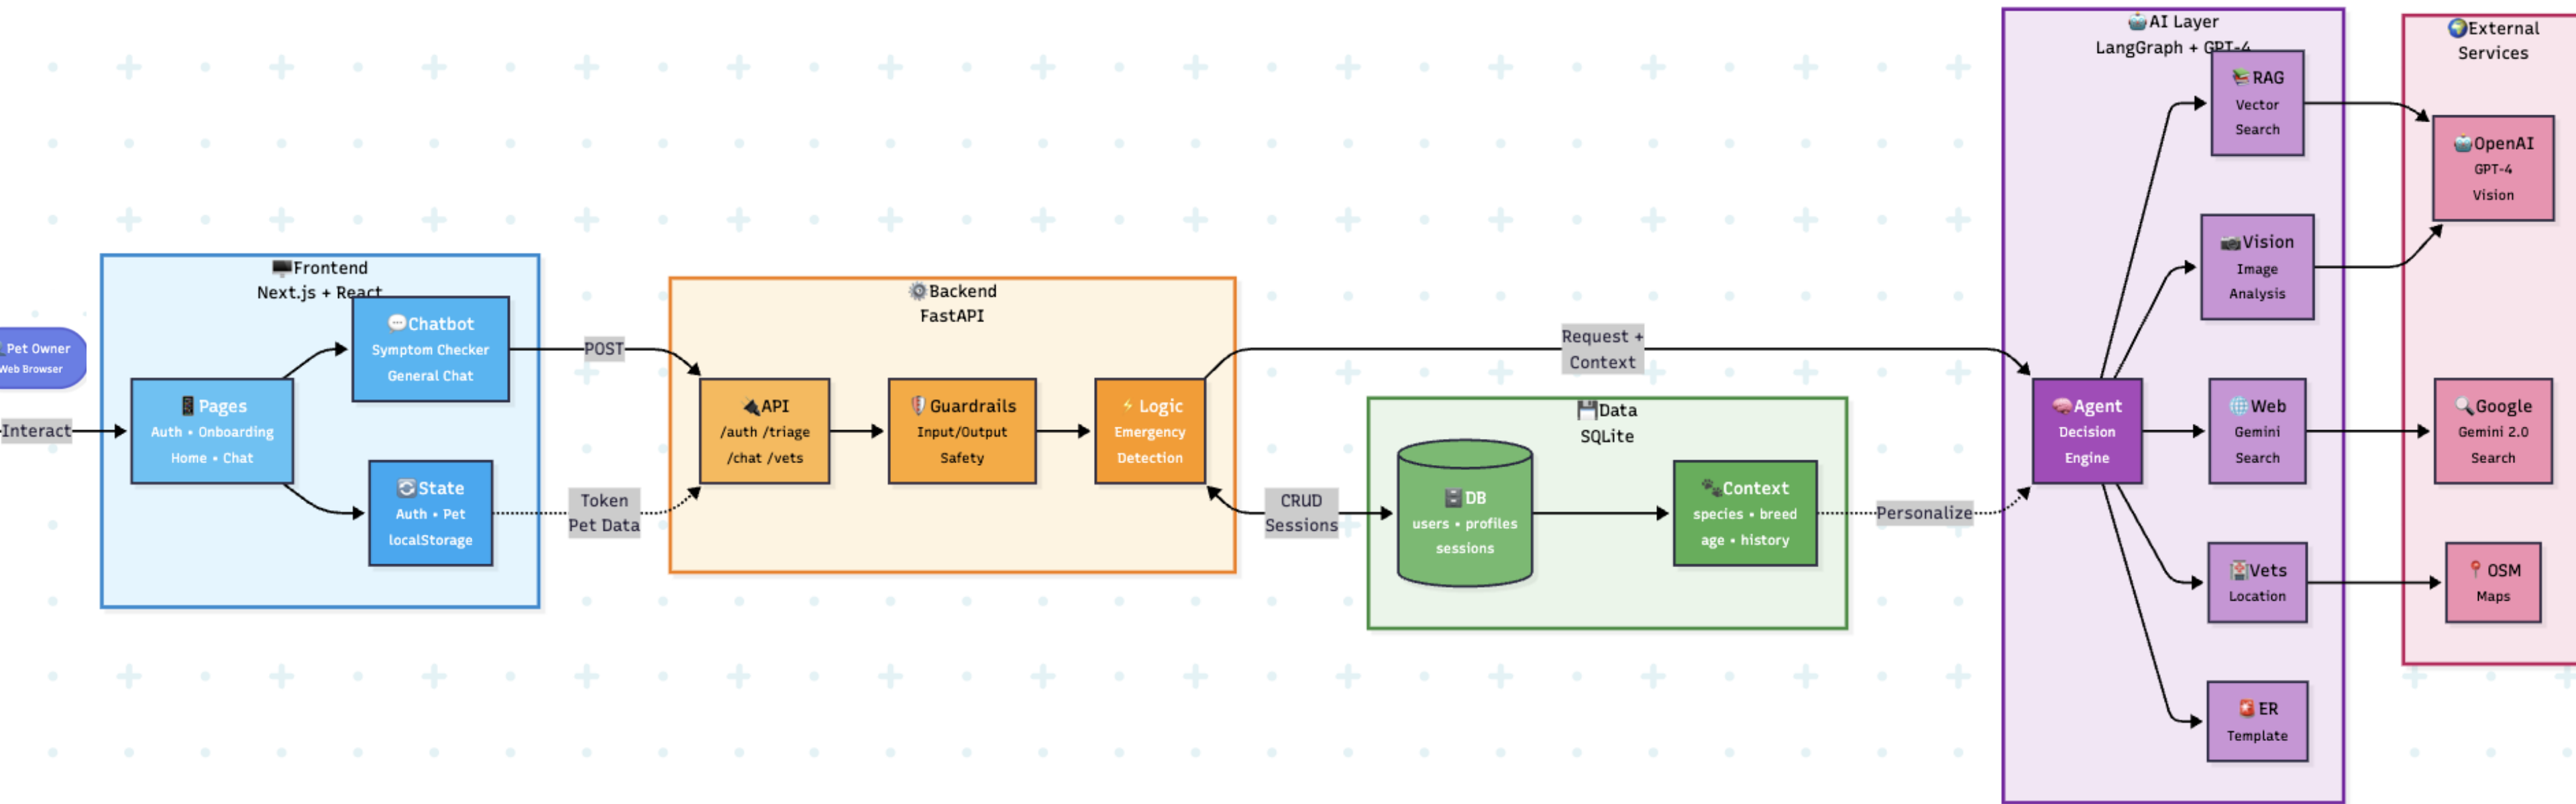 Pet Owner
Web Browser
Interact
Frontend
Next.js + React
Pages
Auth • Onboarding
Home • Chat
Chatbot
Symptom Checker
General Chat
State
Auth • Pet
localStorage
POST
Token
Pet Data
Backend
FastAPI
API
/auth /triage
/chat /vets
Guardrails
Input/Output
Safety
Logic
Emergency
Detection
Request +
Context
CRUD
Sessions
Data
SQLite
DB
users • profiles
sessions
Context
species • breed
age • history
Personalize
AI Layer
LangGraph + GPT-4
Agent
Decision
Engine
RAG
Vector
Search
Vision
Image
Analysis
Web
Gemini
Search
Vets
Location
ER
Template
External
Services
OpenAI
GPT-4
Vision
Google
Gemini 2.0
Search
OSM
Maps